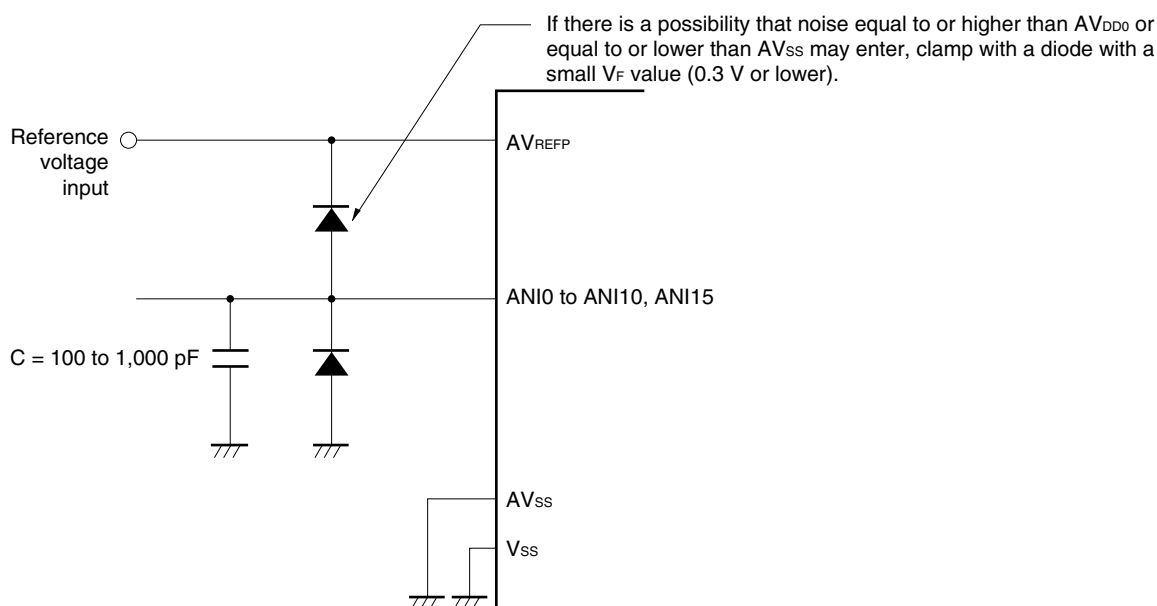 If there is a possibility that noise equal to or higher than AVDD0 or
equal to or lower than AVSS may enter, clamp with a diode with a
small VF value (0.3 V or lower).
Reference
voltage
input
AVREFP
ANI0 to ANI10, ANI15
C = 100 to 1,000 pF
AVSS
VSS